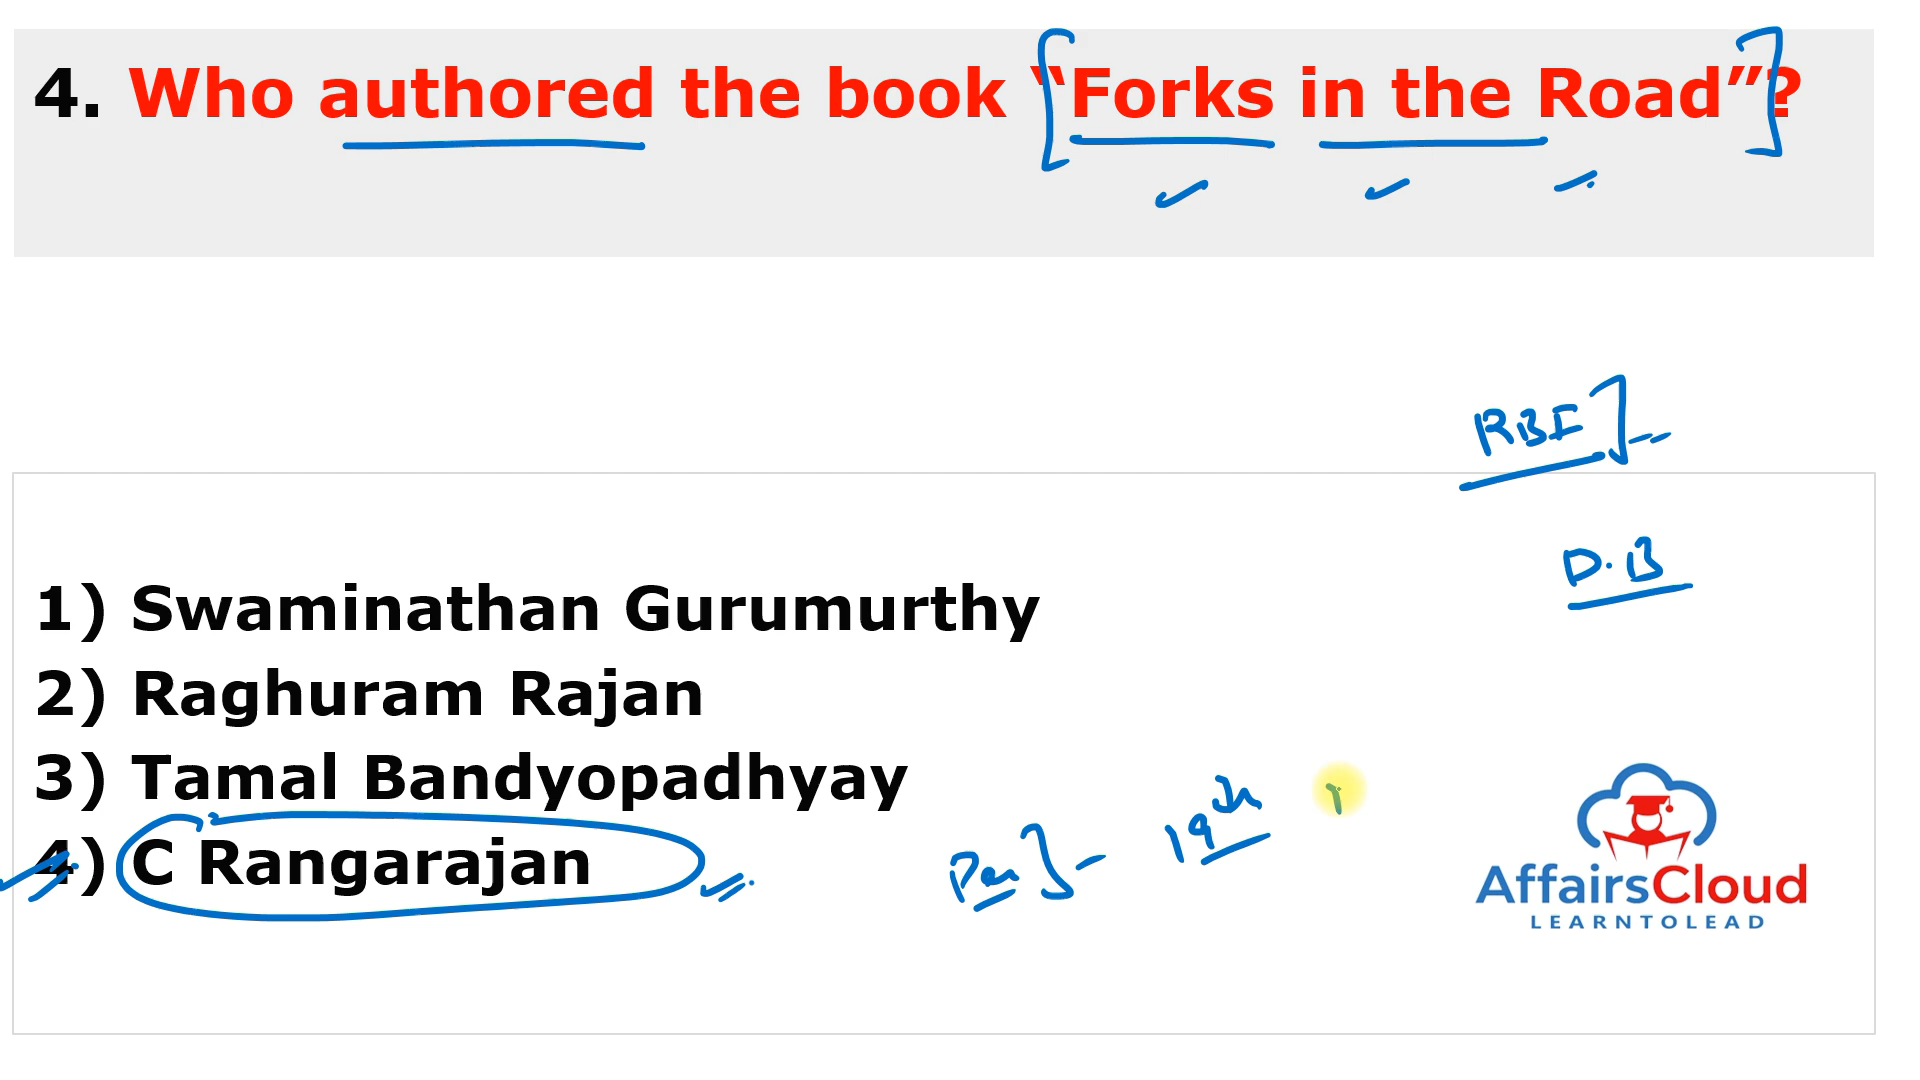 4. Who authored the book “Forks in the Road”?
RBI
D.B
1) Swaminathan Gurumurthy
2) Raghuram Rajan
3) Tamal Bandyopadhyay
4) C Rangarajan
Pen
19th
AffairsCloud
LEARNTOLEAD